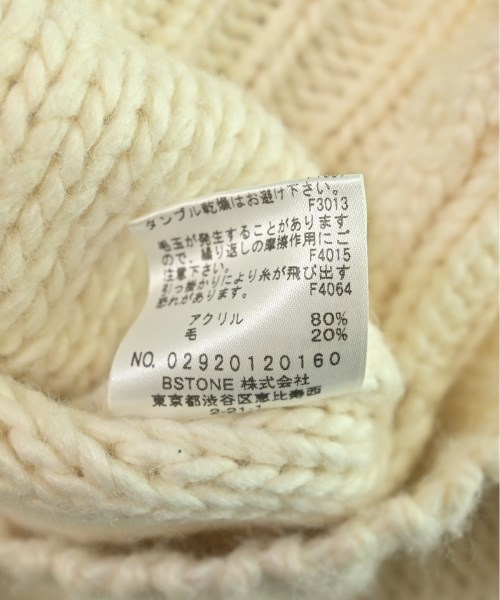 タンブル乾燥はお避け下さい。
F3013
毛玉が発生することがあります
ので、繰り返しの摩擦作用にご
注意下さい。 F4015
引っ掛かりにより糸が飛び出す
恐れがあります。 F4064
アクリル 80%
毛 20%
NO. 02920120160
BSTONE 株式会社
東京都渋谷区恵比寿西
2-21-1